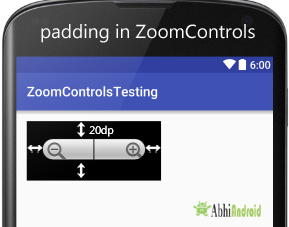 padding in ZoomControls
6:00
ZoomControlsTesting
20dp
AbhiAndroid